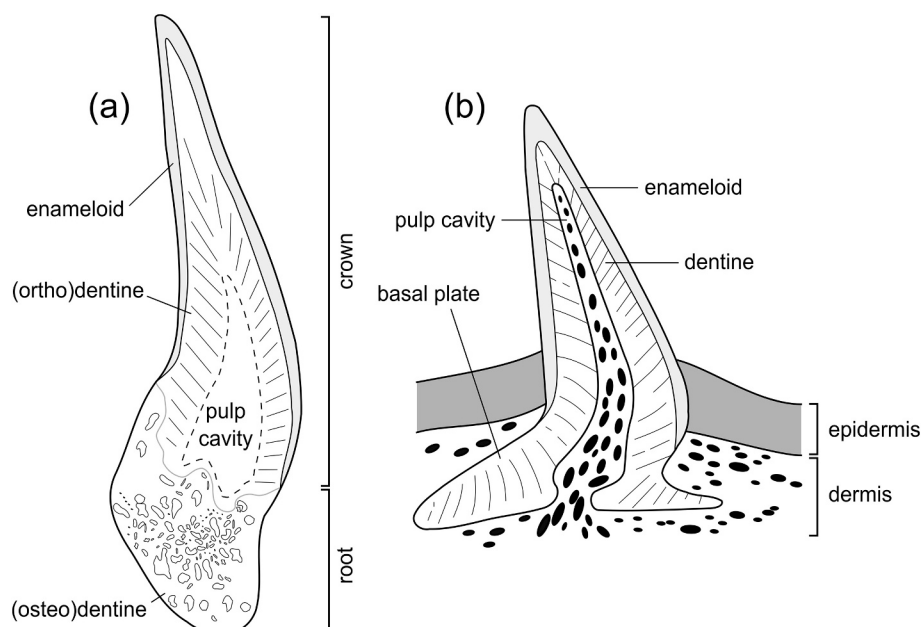 (a)
enameloid
(ortho)dentine
pulp
cavity
(osteo)dentine
crown
root
(b)
enameloid
pulp cavity
dentine
basal plate
epidermis
dermis